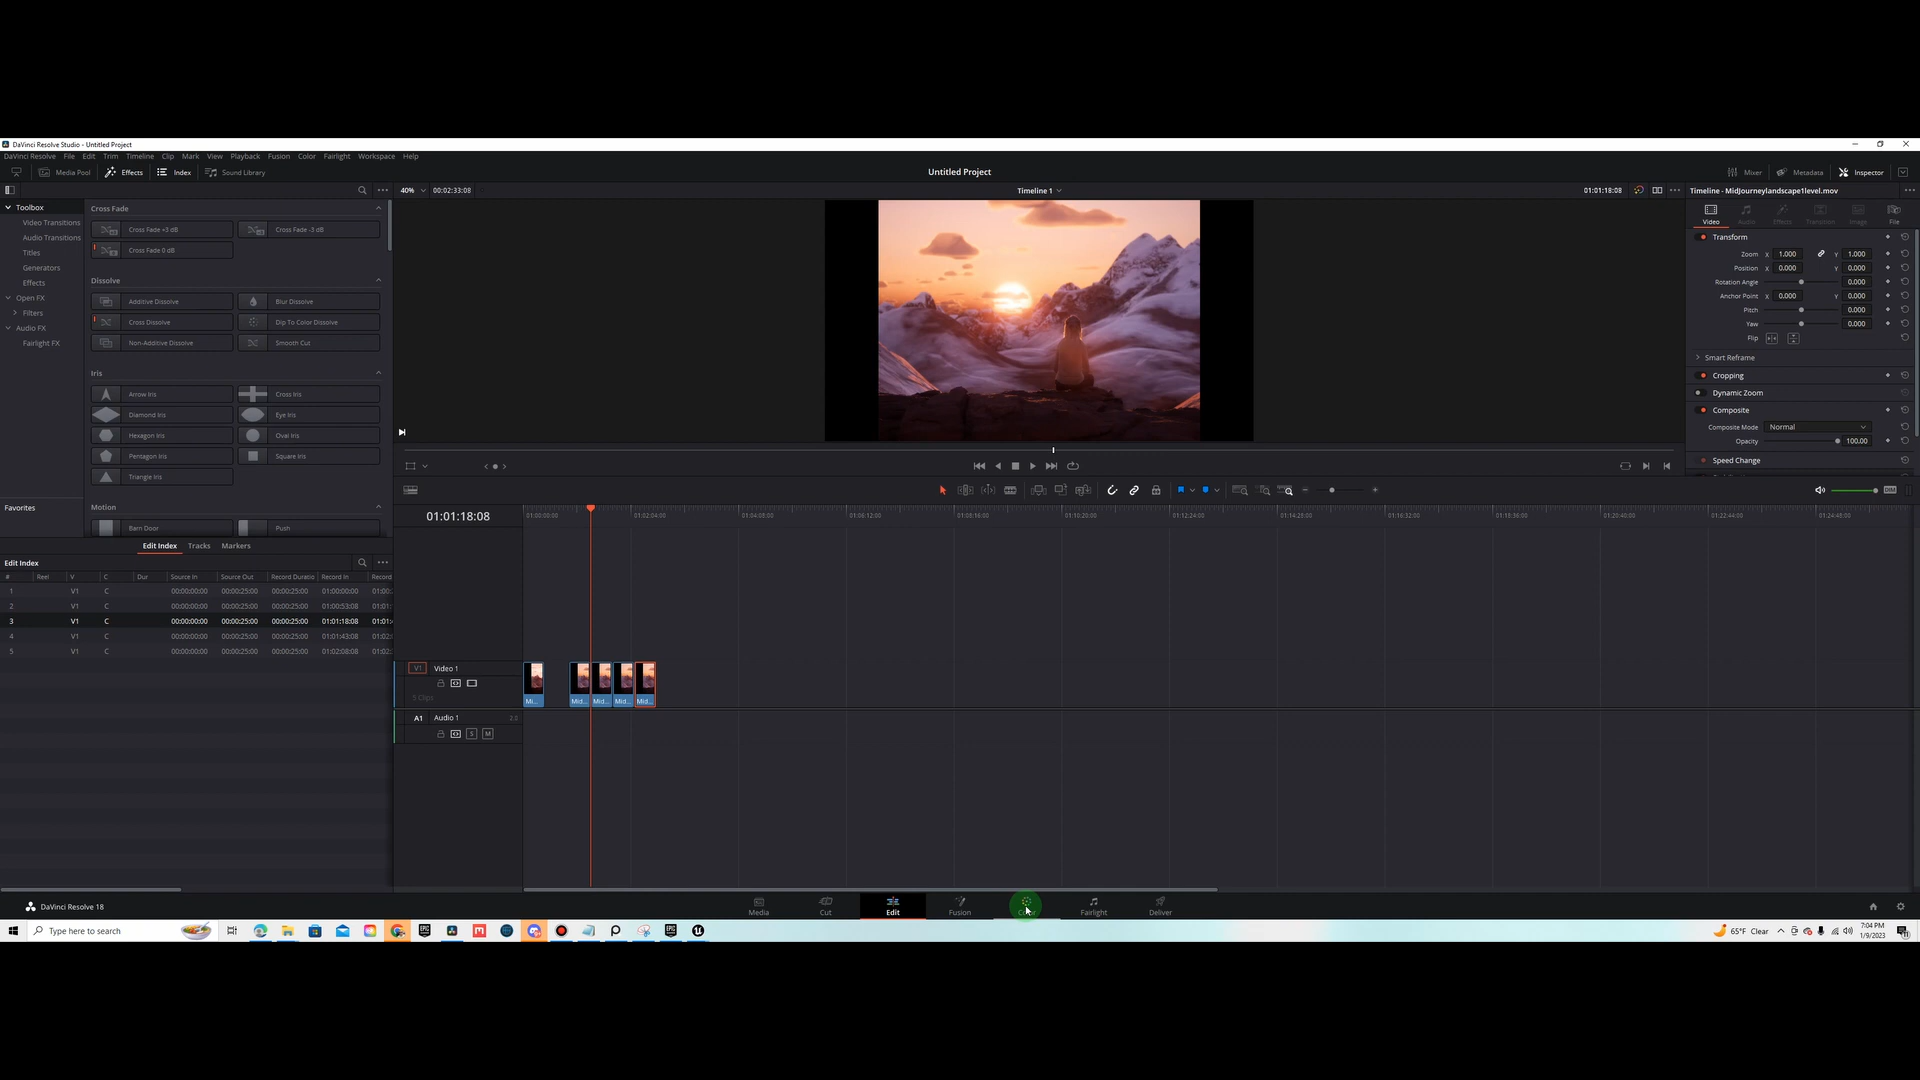 DaVinci Resolve Studio - Untitled Project
DaVinci Resolve File Edit Trim Timeline Clip Mark View Playback Fusion Color Fairlight Workspace Help
Media Pool Effects Index Sound Library Untitled Project Mixer Metadata Inspector
40% 00:02:33:08 Timeline 1 01:01:18:08 Timeline - MidJourneylandscape1level.mov
Toolbox
Video Transitions
Audio Transitions
Titles
Generators
Effects
Open FX
Filters
Audio FX
Fairlight FX
Favorites
Cross Fade
Cross Fade +3 dB Cross Fade -3 dB
Cross Fade 0 dB
Dissolve
Additive Dissolve Blur Dissolve
Cross Dissolve Dip To Color Dissolve
Non-Additive Dissolve Smooth Cut
Iris
Arrow Iris Cross Iris
Diamond Iris Eye Iris
Hexagon Iris Oval Iris
Pentagon Iris Square Iris
Triangle Iris
Motion
Barn Door Push
Video Audio Effects Transition Image File
Transform
Zoom X 1.000 Y 1.000
Position X 0.000 Y 0.000
Rotation Angle 0.000
Anchor Point X 0.000 Y 0.000
Pitch 0.000
Yaw 0.000
Flip
Smart Reframe
Cropping
Dynamic Zoom
Composite
Composite Mode Normal
Opacity 100.00
Speed Change
DIM
Edit Index Tracks Markers
Edit Index
# Reel V C Dur Source In Source Out Record Duratio Record In Record
1 V1 C 00:00:00:00 00:00:25:00 00:00:25:00 01:00:00:00 01:00:
2 V1 C 00:00:00:00 00:00:25:00 00:00:25:00 01:00:53:08 01:01:
3 V1 C 00:00:00:00 00:00:25:00 00:00:25:00 01:01:18:08 01:01:
4 V1 C 00:00:00:00 00:00:25:00 00:00:25:00 01:01:43:08 01:02:
5 V1 C 00:00:00:00 00:00:25:00 00:00:25:00 01:02:08:08 01:02:
01:01:18:08 01:00:00:00 01:02:04:00 01:04:08:00 01:06:12:00 01:08:16:00 01:10:20:00 01:12:24:00 01:14:28:00 01:16:32:00 01:18:36:00 01:20:40:00 01:22:44:00 01:24:48:00
V1 Video 1
5 Clips
Mi... Mid... Mid... Mid... Mid...
A1 Audio 1 2.0
S M
DaVinci Resolve 18
Media Cut Edit Fusion Color Fairlight Deliver
Type here to search
65°F Clear
7:04 PM
1/9/2023